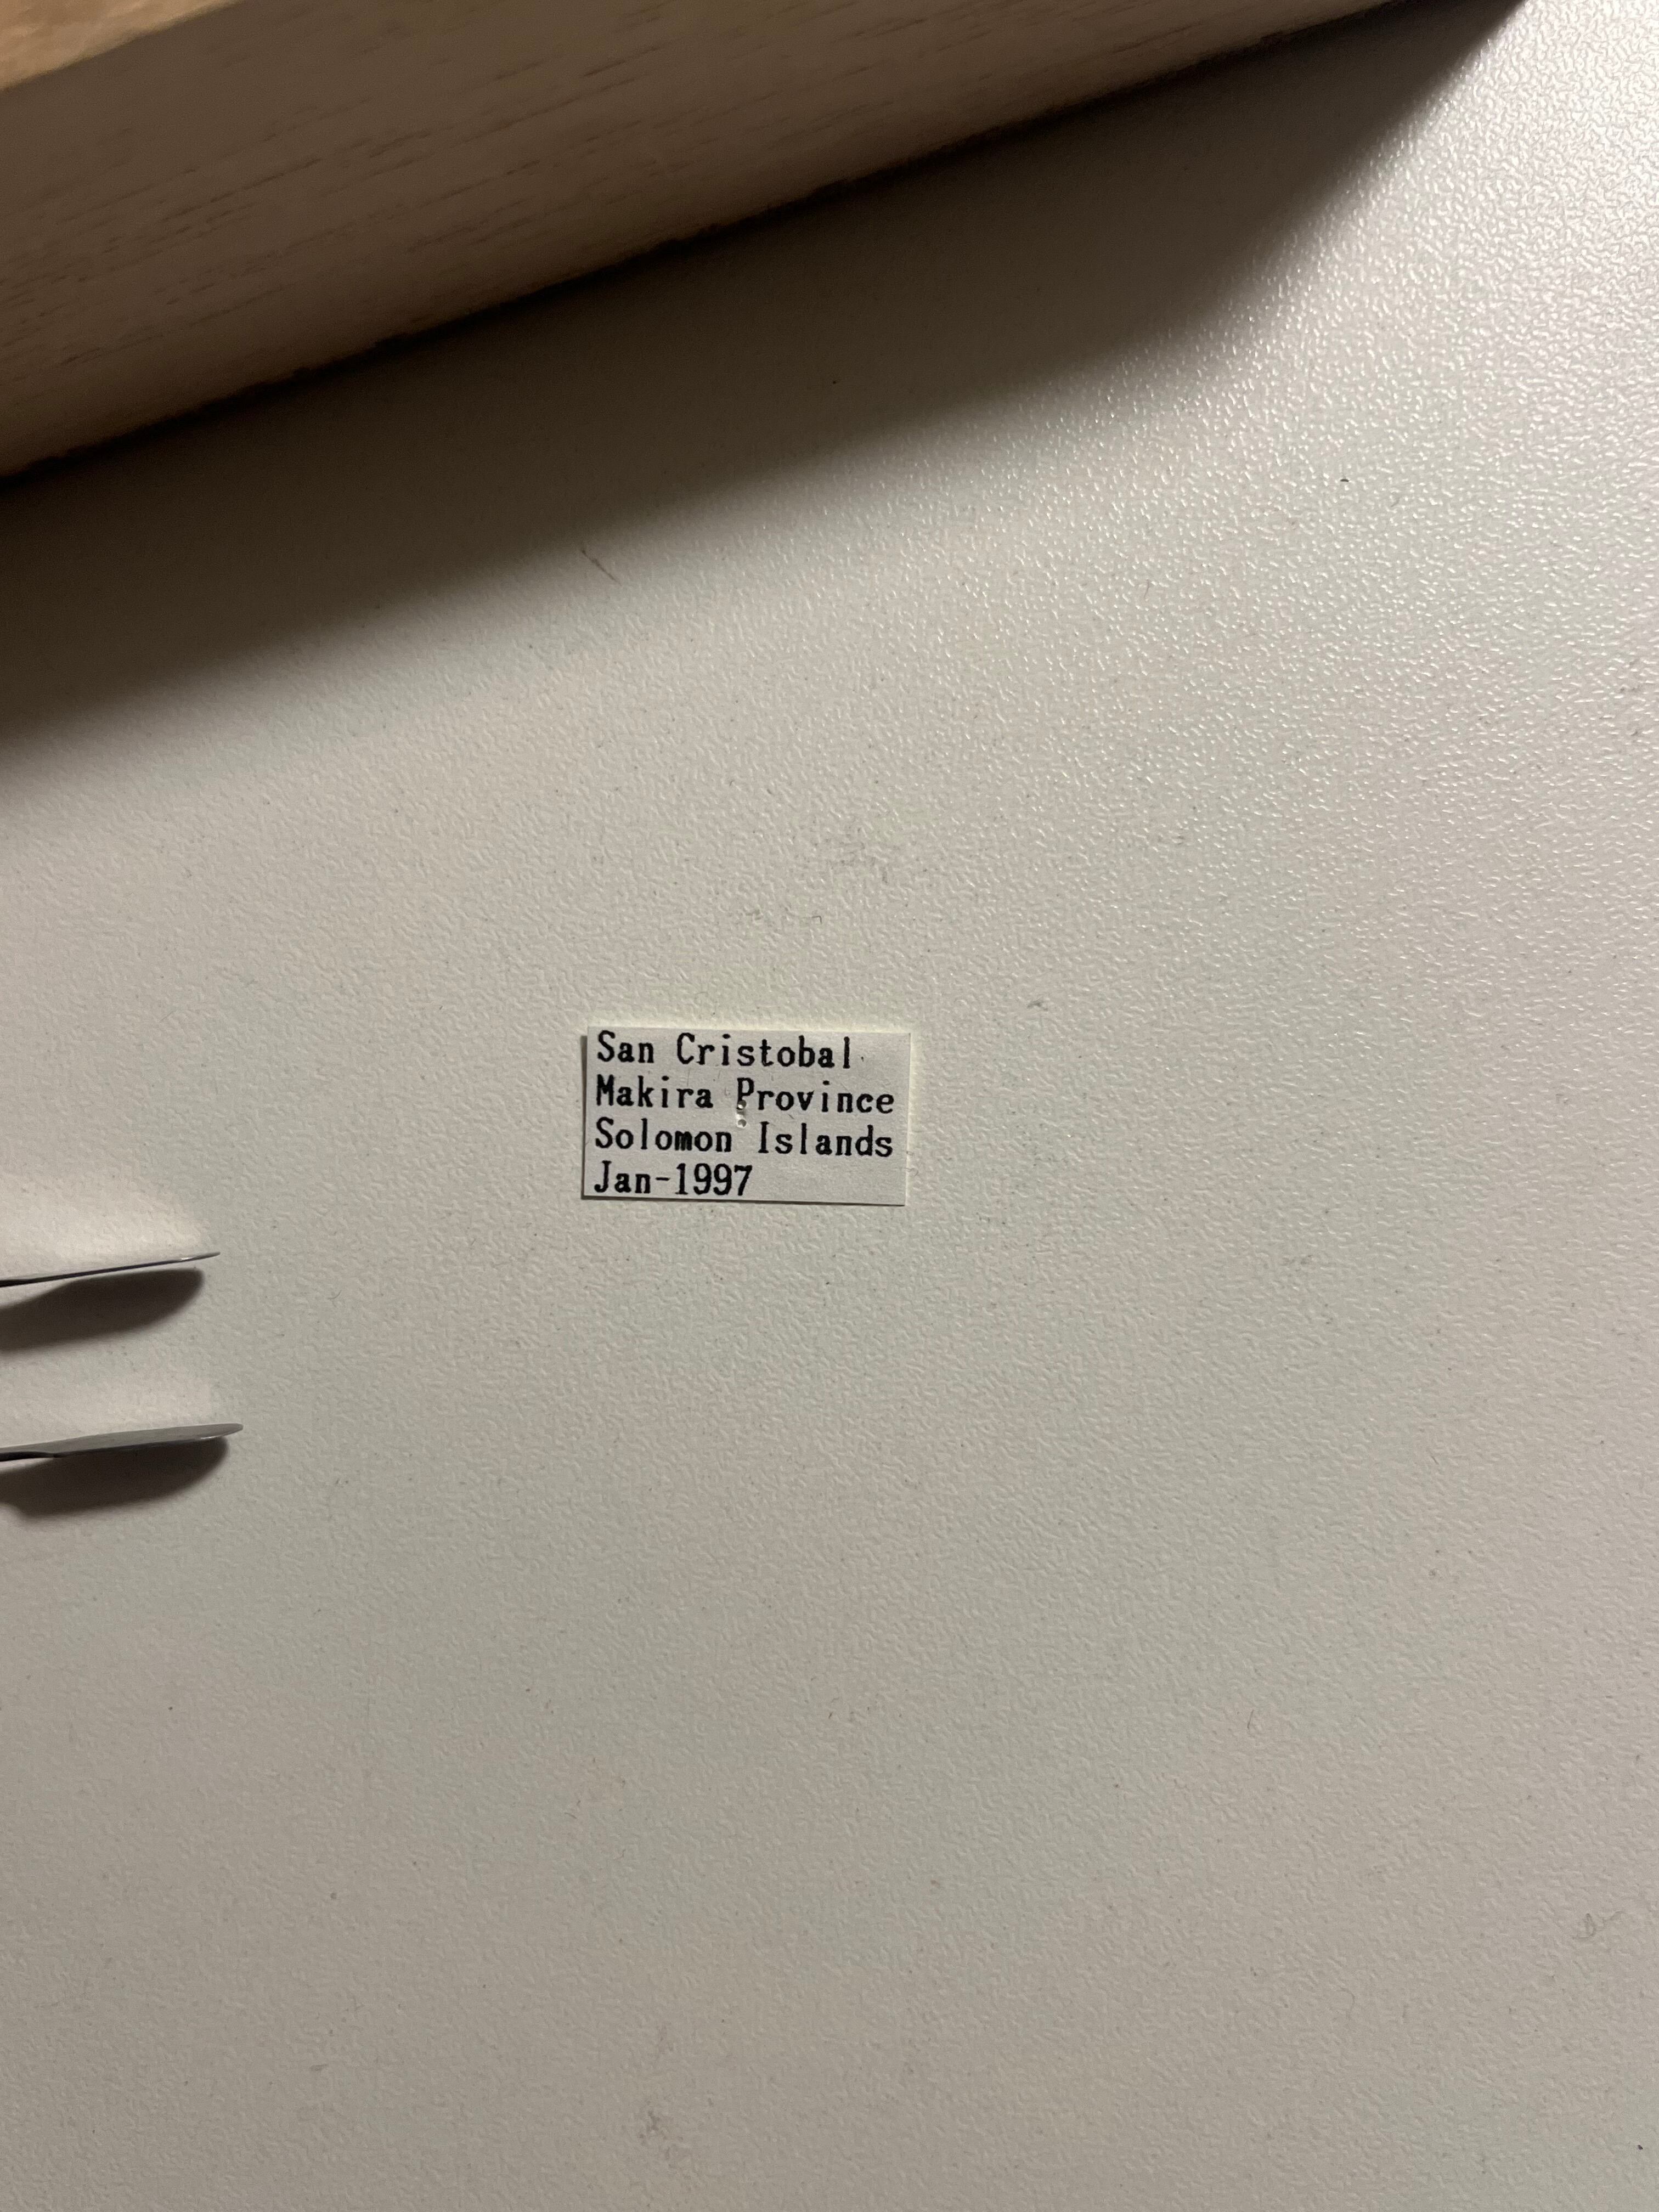 San Cristobal
Makira Province
Solomon Islands
Jan-1997